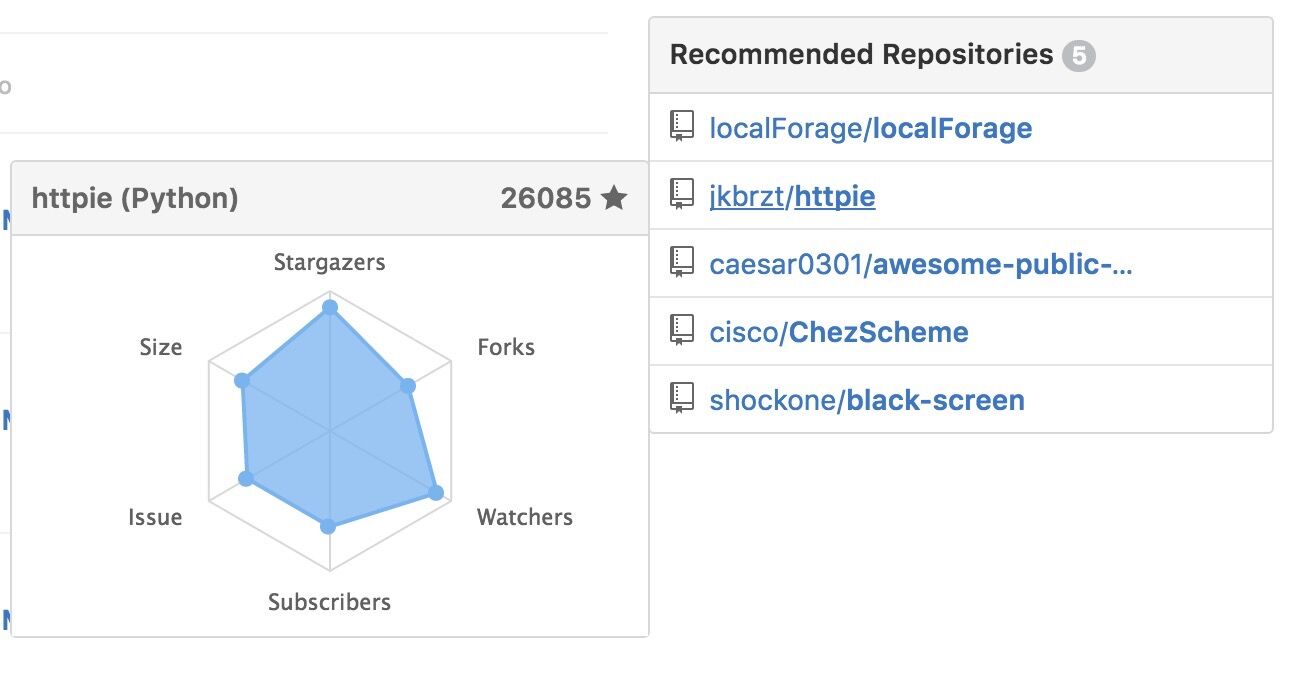 Recommended Repositories 5
localForage/localForage
jkbrzt/httpie
caesar0301/awesome-public-...
cisco/ChezScheme
shockone/black-screen
httpie (Python) 26085 ★
Stargazers
Size
Forks
Issue
Watchers
Subscribers